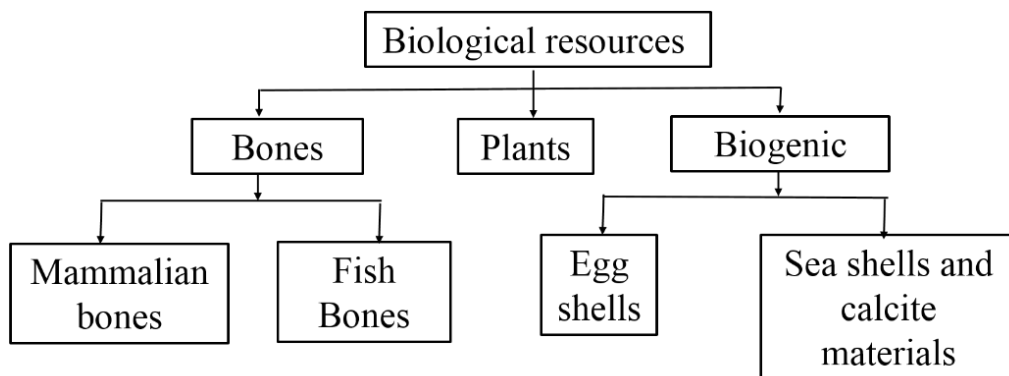 Biological resources
Bones
Plants
Biogenic
Mammalian
bones
Fish
Bones
Egg
shells
Sea shells and
calcite
materials